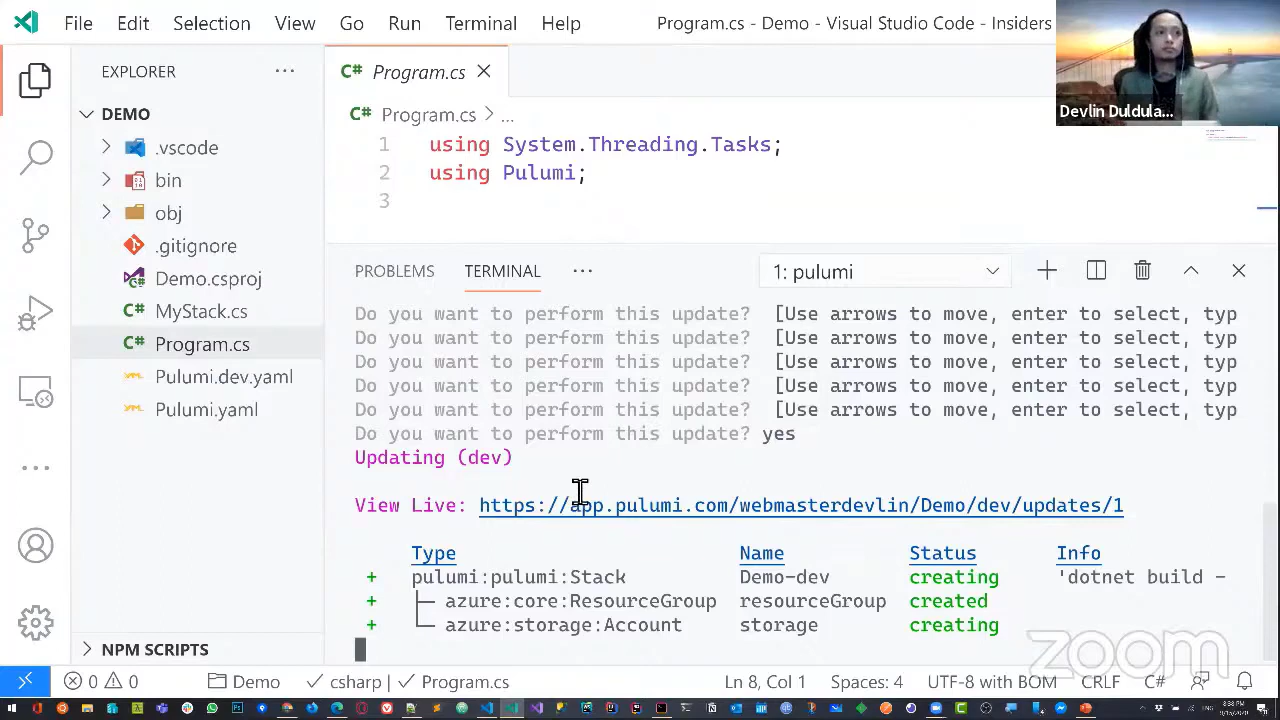 File Edit Selection View Go Run Terminal Help Program.cs - Demo - Visual Studio Code - Insiders
Devlin Duldula...
EXPLORER ···
DEMO
.vscode
bin
obj
.gitignore
Demo.csproj
MyStack.cs
Program.cs
Pulumi.dev.yaml
Pulumi.yaml
NPM SCRIPTS
C# Program.cs
C# Program.cs > ...
1 using System.Threading.Tasks;
2 using Pulumi;
3
PROBLEMS TERMINAL ··· 1: pulumi
Do you want to perform this update? [Use arrows to move, enter to select, typ
Do you want to perform this update? [Use arrows to move, enter to select, typ
Do you want to perform this update? [Use arrows to move, enter to select, typ
Do you want to perform this update? [Use arrows to move, enter to select, typ
Do you want to perform this update? [Use arrows to move, enter to select, typ
Do you want to perform this update? yes
Updating (dev)
View Live: https://app.pulumi.com/webmasterdevlin/Demo/dev/updates/1
Type Name Status Info
+ pulumi:pulumi:Stack Demo-dev creating 'dotnet build -
+ ├─ azure:core:ResourceGroup resourceGroup created
+ └─ azure:storage:Account storage creating
zoom
0 0 Demo csharp | Program.cs Ln 8, Col 1 Spaces: 4 UTF-8 with BOM CRLF C#
8:38 PM
9/15/2020